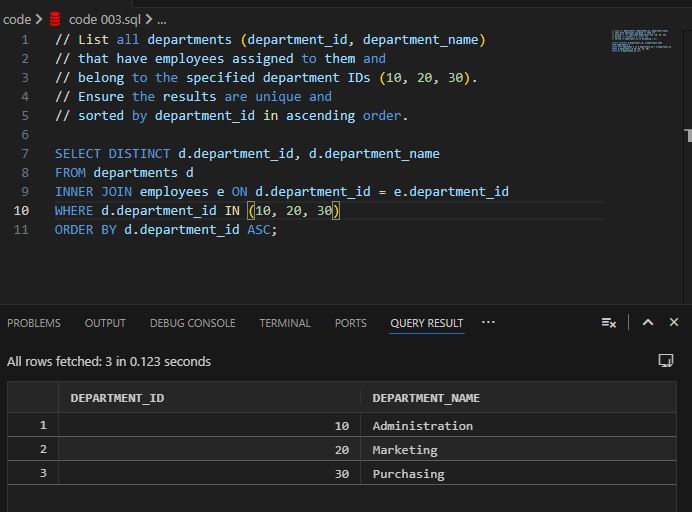 code > code 003.sql > ...
1 // List all departments (department_id, department_name)
2 // that have employees assigned to them and
3 // belong to the specified department IDs (10, 20, 30).
4 // Ensure the results are unique and
5 // sorted by department_id in ascending order.
6
7 SELECT DISTINCT d.department_id, d.department_name
8 FROM departments d
9 INNER JOIN employees e ON d.department_id = e.department_id
10 WHERE d.department_id IN (10, 20, 30)
11 ORDER BY d.department_id ASC;
PROBLEMS OUTPUT DEBUG CONSOLE TERMINAL PORTS QUERY RESULT ...
All rows fetched: 3 in 0.123 seconds
DEPARTMENT_ID DEPARTMENT_NAME
1 10 Administration
2 20 Marketing
3 30 Purchasing